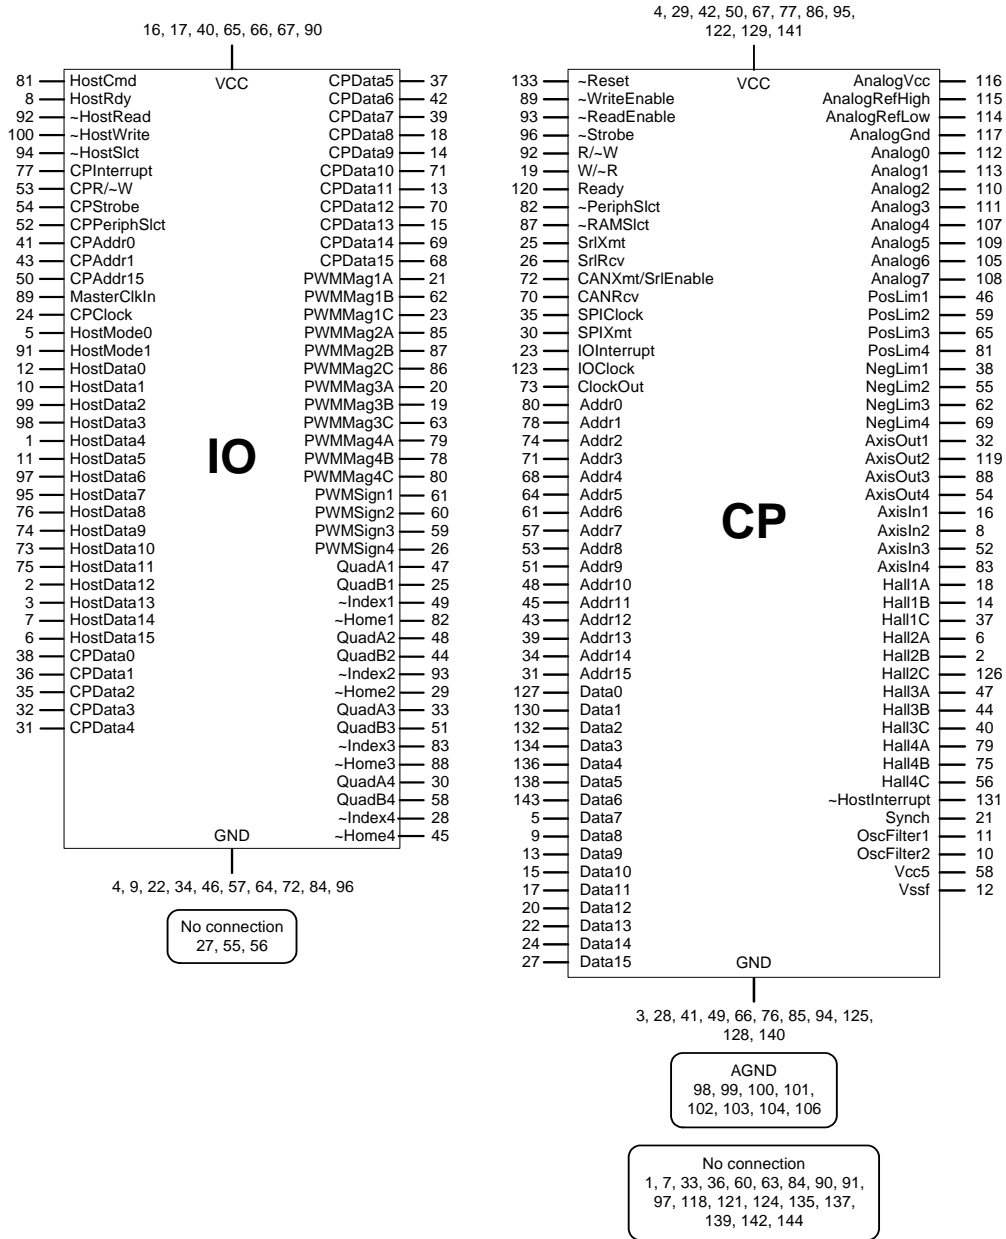 16, 17, 40, 65, 66, 67, 90
VCC
81 HostCmd
8 HostRdy
92 ~HostRead
100 ~HostWrite
94 ~HostSlct
77 CPInterrupt
53 CPR/~W
54 CPStrobe
52 CPPeriphSlct
41 CPAddr0
43 CPAddr1
50 CPAddr15
89 MasterClkIn
24 CPClock
5 HostMode0
91 HostMode1
12 HostData0
10 HostData1
99 HostData2
98 HostData3
1 HostData4
11 HostData5
97 HostData6
95 HostData7
76 HostData8
74 HostData9
73 HostData10
75 HostData11
2 HostData12
3 HostData13
7 HostData14
6 HostData15
38 CPData0
36 CPData1
35 CPData2
32 CPData3
31 CPData4
IO
CPData5 37
CPData6 42
CPData7 39
CPData8 18
CPData9 14
CPData10 71
CPData11 13
CPData12 70
CPData13 15
CPData14 69
CPData15 68
PWMMag1A 21
PWMMag1B 62
PWMMag1C 23
PWMMag2A 85
PWMMag2B 87
PWMMag2C 86
PWMMag3A 20
PWMMag3B 19
PWMMag3C 63
PWMMag4A 79
PWMMag4B 78
PWMMag4C 80
PWMSign1 61
PWMSign2 60
PWMSign3 59
PWMSign4 26
QuadA1 47
QuadB1 25
~Index1 49
~Home1 82
QuadA2 48
QuadB2 44
~Index2 93
~Home2 29
QuadA3 33
QuadB3 51
~Index3 83
~Home3 88
QuadA4 30
QuadB4 58
~Index4 28
~Home4 45
GND
4, 9, 22, 34, 46, 57, 64, 72, 84, 96
No connection
27, 55, 56
4, 29, 42, 50, 67, 77, 86, 95,
122, 129, 141
VCC
133 ~Reset
89 ~WriteEnable
93 ~ReadEnable
96 ~Strobe
92 R/~W
19 W/~R
120 Ready
82 ~PeriphSlct
87 ~RAMSlct
25 SrlXmt
26 SrlRcv
72 CANXmt/SrlEnable
70 CANRcv
35 SPIClock
30 SPIXmt
23 IOInterrupt
123 IOClock
73 ClockOut
80 Addr0
78 Addr1
74 Addr2
71 Addr3
68 Addr4
64 Addr5
61 Addr6
57 Addr7
53 Addr8
51 Addr9
48 Addr10
45 Addr11
43 Addr12
39 Addr13
34 Addr14
31 Addr15
127 Data0
130 Data1
132 Data2
134 Data3
136 Data4
138 Data5
143 Data6
5 Data7
9 Data8
13 Data9
15 Data10
17 Data11
20 Data12
22 Data13
24 Data14
27 Data15
CP
AnalogVcc 116
AnalogRefHigh 115
AnalogRefLow 114
AnalogGnd 117
Analog0 112
Analog1 113
Analog2 110
Analog3 111
Analog4 107
Analog5 109
Analog6 105
Analog7 108
PosLim1 46
PosLim2 59
PosLim3 65
PosLim4 81
NegLim1 38
NegLim2 55
NegLim3 62
NegLim4 69
AxisOut1 32
AxisOut2 119
AxisOut3 88
AxisOut4 54
AxisIn1 16
AxisIn2 8
AxisIn3 52
AxisIn4 83
Hall1A 18
Hall1B 14
Hall1C 37
Hall2A 6
Hall2B 2
Hall2C 126
Hall3A 47
Hall3B 44
Hall3C 40
Hall4A 79
Hall4B 75
Hall4C 56
~HostInterrupt 131
Synch 21
OscFilter1 11
OscFilter2 10
Vcc5 58
Vssf 12
GND
3, 28, 41, 49, 66, 76, 85, 94, 125,
128, 140
AGND
98, 99, 100, 101,
102, 103, 104, 106
No connection
1, 7, 33, 36, 60, 63, 84, 90, 91,
97, 118, 121, 124, 135, 137,
139, 142, 144